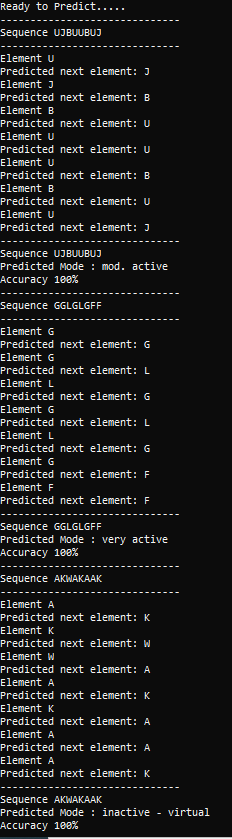 Ready to Predict.....
------------------------------
Sequence UJBUUBUJ
------------------------------
Element U
Predicted next element: J
Element J
Predicted next element: B
Element B
Predicted next element: U
Element U
Predicted next element: U
Element U
Predicted next element: B
Element B
Predicted next element: U
Element U
Predicted next element: J
------------------------------
Sequence UJBUUBUJ
Predicted Mode : mod. active
Accuracy 100%
------------------------------
Sequence GGLGLGFF
------------------------------
Element G
Predicted next element: G
Element G
Predicted next element: L
Element L
Predicted next element: G
Element G
Predicted next element: L
Element L
Predicted next element: G
Element G
Predicted next element: F
Element F
Predicted next element: F
------------------------------
Sequence GGLGLGFF
Predicted Mode : very active
Accuracy 100%
------------------------------
Sequence AKWAKAAK
------------------------------
Element A
Predicted next element: K
Element K
Predicted next element: W
Element W
Predicted next element: A
Element A
Predicted next element: K
Element K
Predicted next element: A
Element A
Predicted next element: A
Element A
Predicted next element: K
------------------------------
Sequence AKWAKAAK
Predicted Mode : inactive - virtual
Accuracy 100%